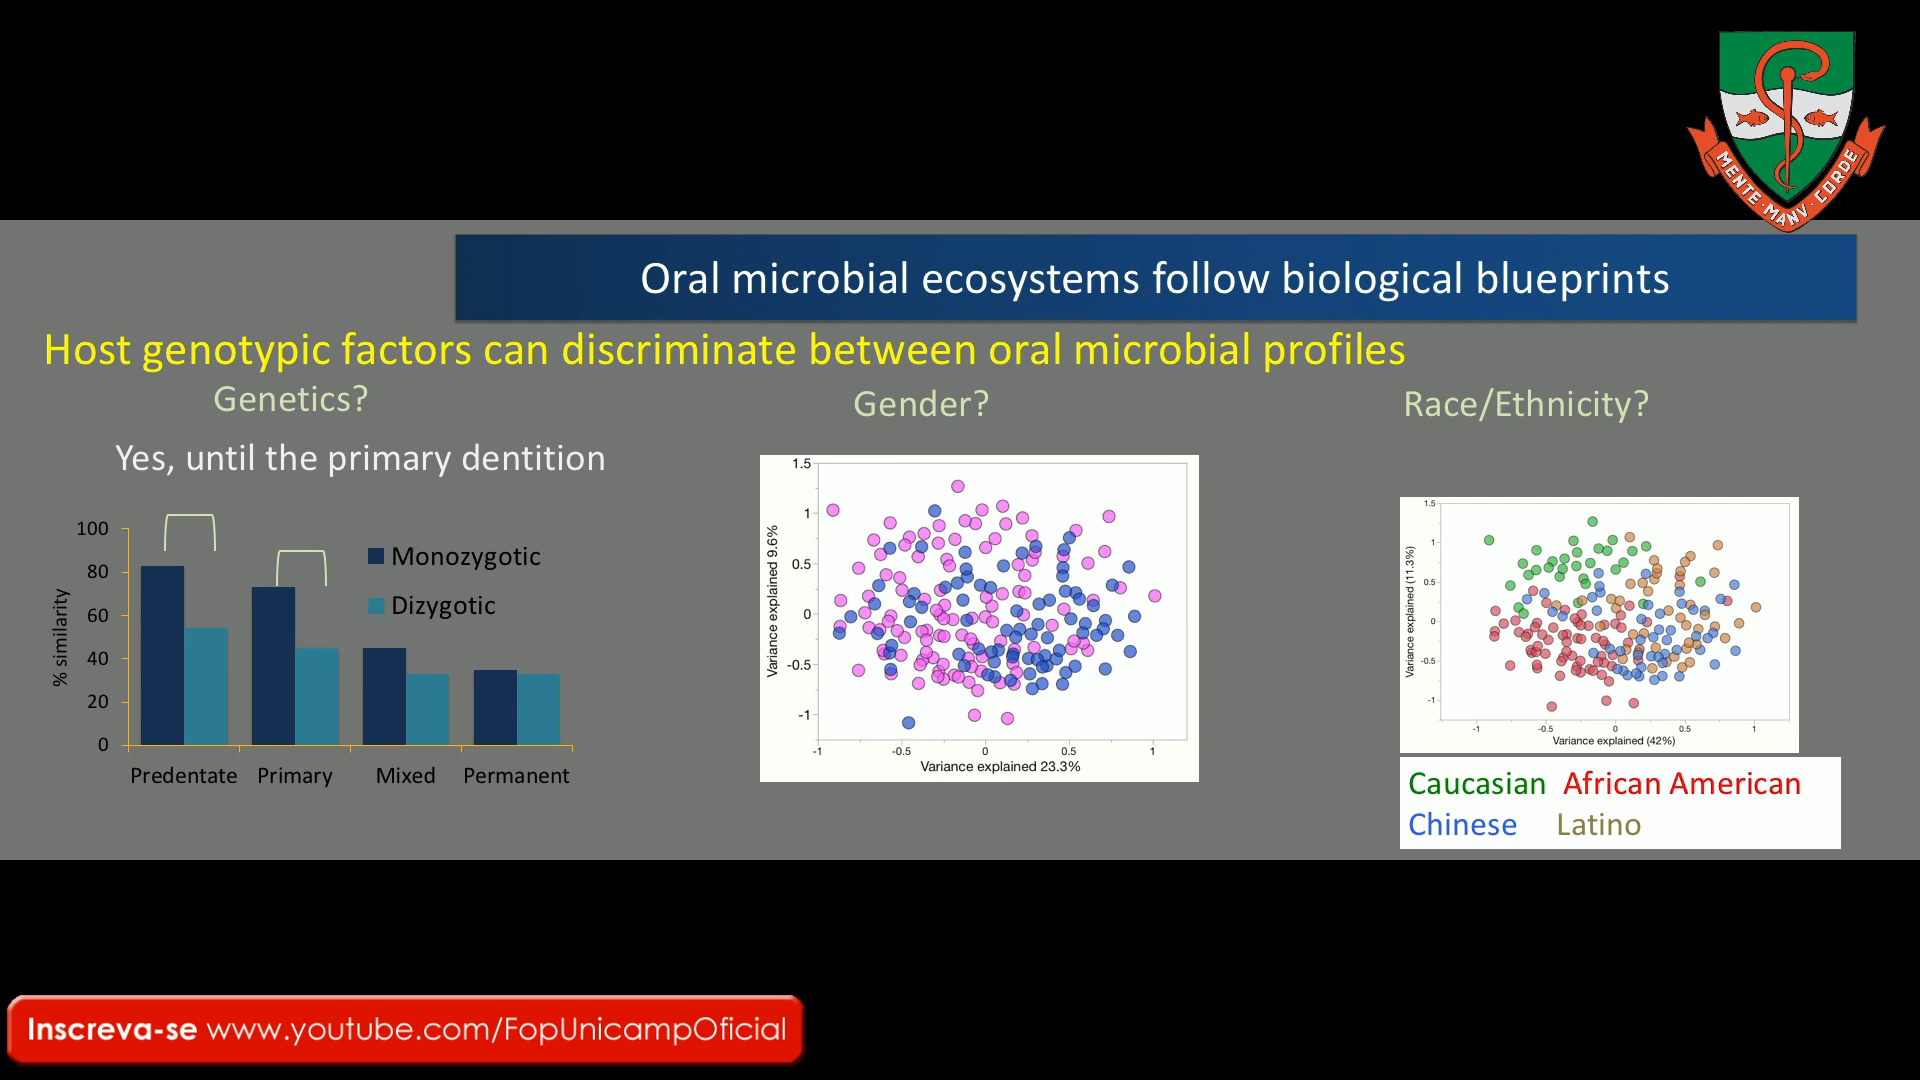 MENTE·MANV·CORDE
Oral microbial ecosystems follow biological blueprints
Host genotypic factors can discriminate between oral microbial profiles
Genetics?
Gender?
Race/Ethnicity?
Yes, until the primary dentition
100
80
60
40
20
0
% similarity
Monozygotic
Dizygotic
Predentate Primary Mixed Permanent
1.5
1
0.5
0
-0.5
-1
Variance explained 9.6%
-1 -0.5 0 0.5 1
Variance explained 23.3%
1.5
1
0.5
0
-0.5
-1
Variance explained (11.3%)
-1 -0.5 0 0.5 1
Variance explained (42%)
Caucasian African American
Chinese Latino
Inscreva-se www.youtube.com/FopUnicampOficial